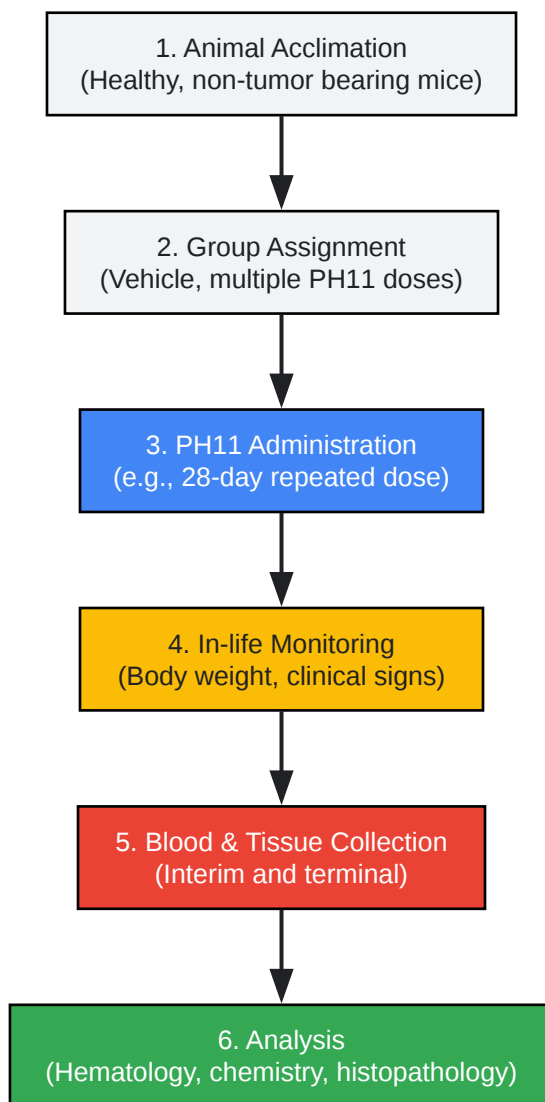 1. Animal Acclimation
(Healthy, non-tumor bearing mice)
2. Group Assignment
(Vehicle, multiple PH11 doses)
3. PH11 Administration
(e.g., 28-day repeated dose)
4. In-life Monitoring
(Body weight, clinical signs)
5. Blood & Tissue Collection
(Interim and terminal)
6. Analysis
(Hematology, chemistry, histopathology)